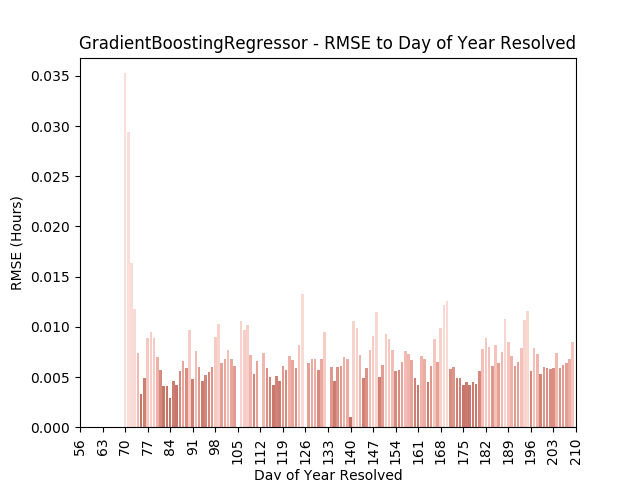 GradientBoostingRegressor - RMSE to Day of Year Resolved
RMSE (Hours)
0.035
0.030
0.025
0.020
0.015
0.010
0.005
0.000
56 63 70 77 84 91 98 105 112 119 126 133 140 147 154 161 168 175 182 189 196 203 210
Day of Year Resolved